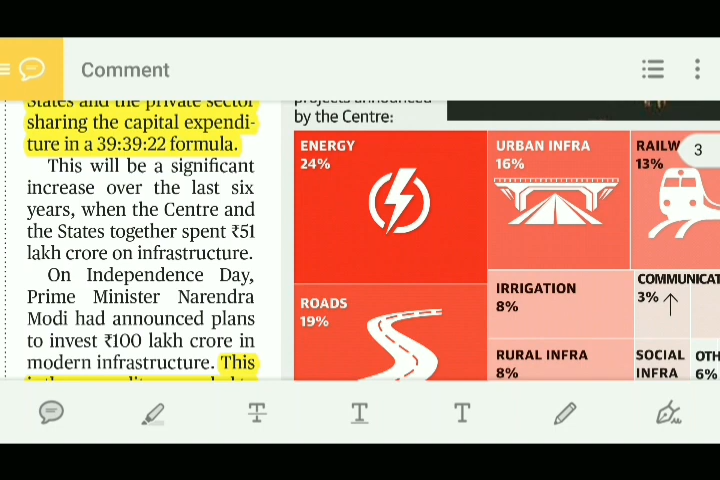 Comment
States and the private sector
sharing the capital expendi-
ture in a 39:39:22 formula.
This will be a significant
increase over the last six
years, when the Centre and
the States together spent ₹51
lakh crore on infrastructure.
On Independence Day,
Prime Minister Narendra
Modi had announced plans
to invest ₹100 lakh crore in
modern infrastructure. This
projects announced
by the Centre:
ENERGY
24%
URBAN INFRA
16%
RAILW
13%
3
ROADS
19%
IRRIGATION
8%
COMMUNICAT
3%
RURAL INFRA
8%
SOCIAL
INFRA
OTH
6%
T
T
T